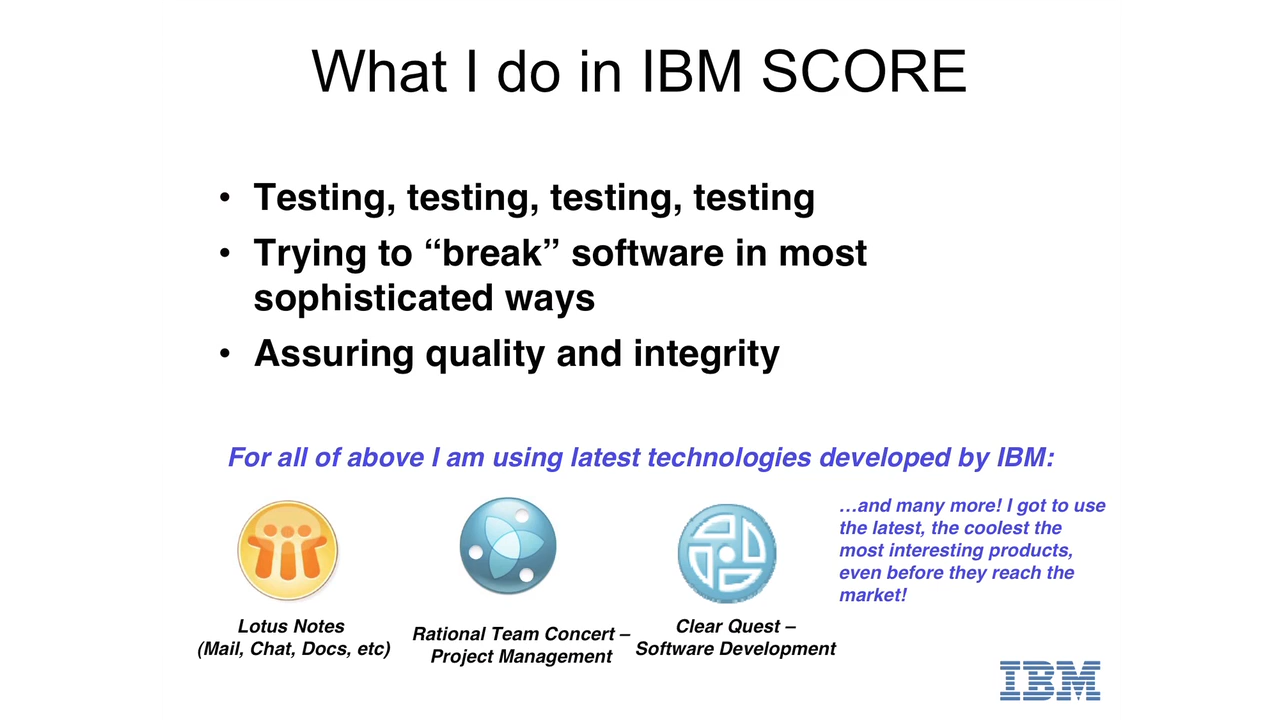 What I do in IBM SCORE
• Testing, testing, testing, testing
• Trying to “break” software in most
sophisticated ways
• Assuring quality and integrity
For all of above I am using latest technologies developed by IBM:
…and many more! I got to use
the latest, the coolest the
most interesting products,
even before they reach the
market!
Lotus Notes
(Mail, Chat, Docs, etc)
Rational Team Concert –
Project Management
Clear Quest –
Software Development
IBM